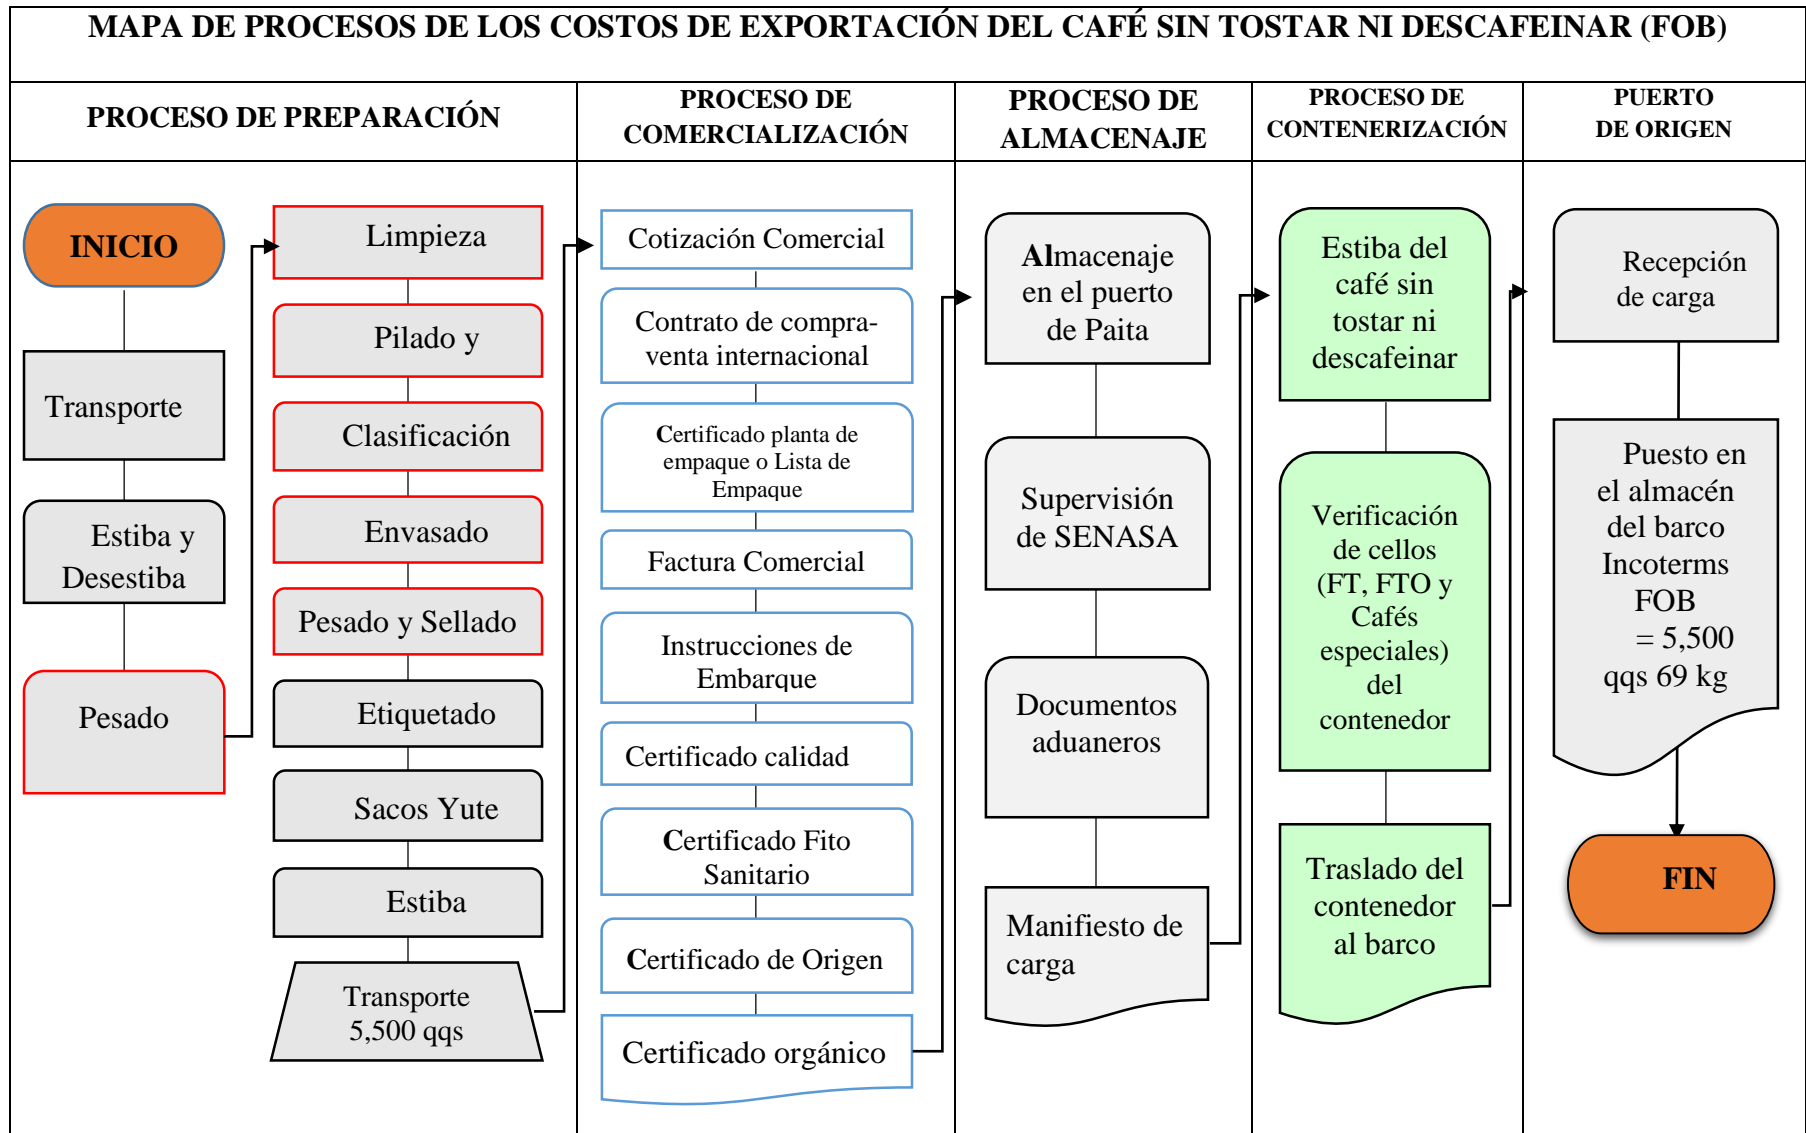 MAPA DE PROCESOS DE LOS COSTOS DE EXPORTACIÓN DEL CAFÉ SIN TOSTAR NI DESCAFEINAR (FOB)
PROCESO DE PREPARACIÓN
INICIO
Transporte
Estiba y
Desestiba
Pesado
Limpieza
Pilado y
Clasificación
Envasado
Pesado y Sellado
Etiquetado
Sacos Yute
Estiba
Transporte
5,500 qqs
PROCESO DE
COMERCIALIZACIÓN
Cotización Comercial
Contrato de compra-
venta internacional
Certificado planta de
empaque o Lista de
Empaque
Factura Comercial
Instrucciones de
Embarque
Certificado calidad
Certificado Fito
Sanitario
Certificado de Origen
Certificado orgánico
PROCESO DE
ALMACENAJE
Almacenaje
en el puerto
de Paita
Supervisión
de SENASA
Documentos
aduaneros
Manifiesto de
carga
PROCESO DE
CONTENERIZACIÓN
Estiba del
café sin
tostar ni
descafeinar
Verificación
de cellos
(FT, FTO y
Cafés
especiales)
del
contenedor
Traslado del
contenedor
al barco
PUERTO
DE ORIGEN
Recepción
de carga
Puesto en
el almacén
del barco
Incoterms
FOB
= 5,500
qqs 69 kg
FIN